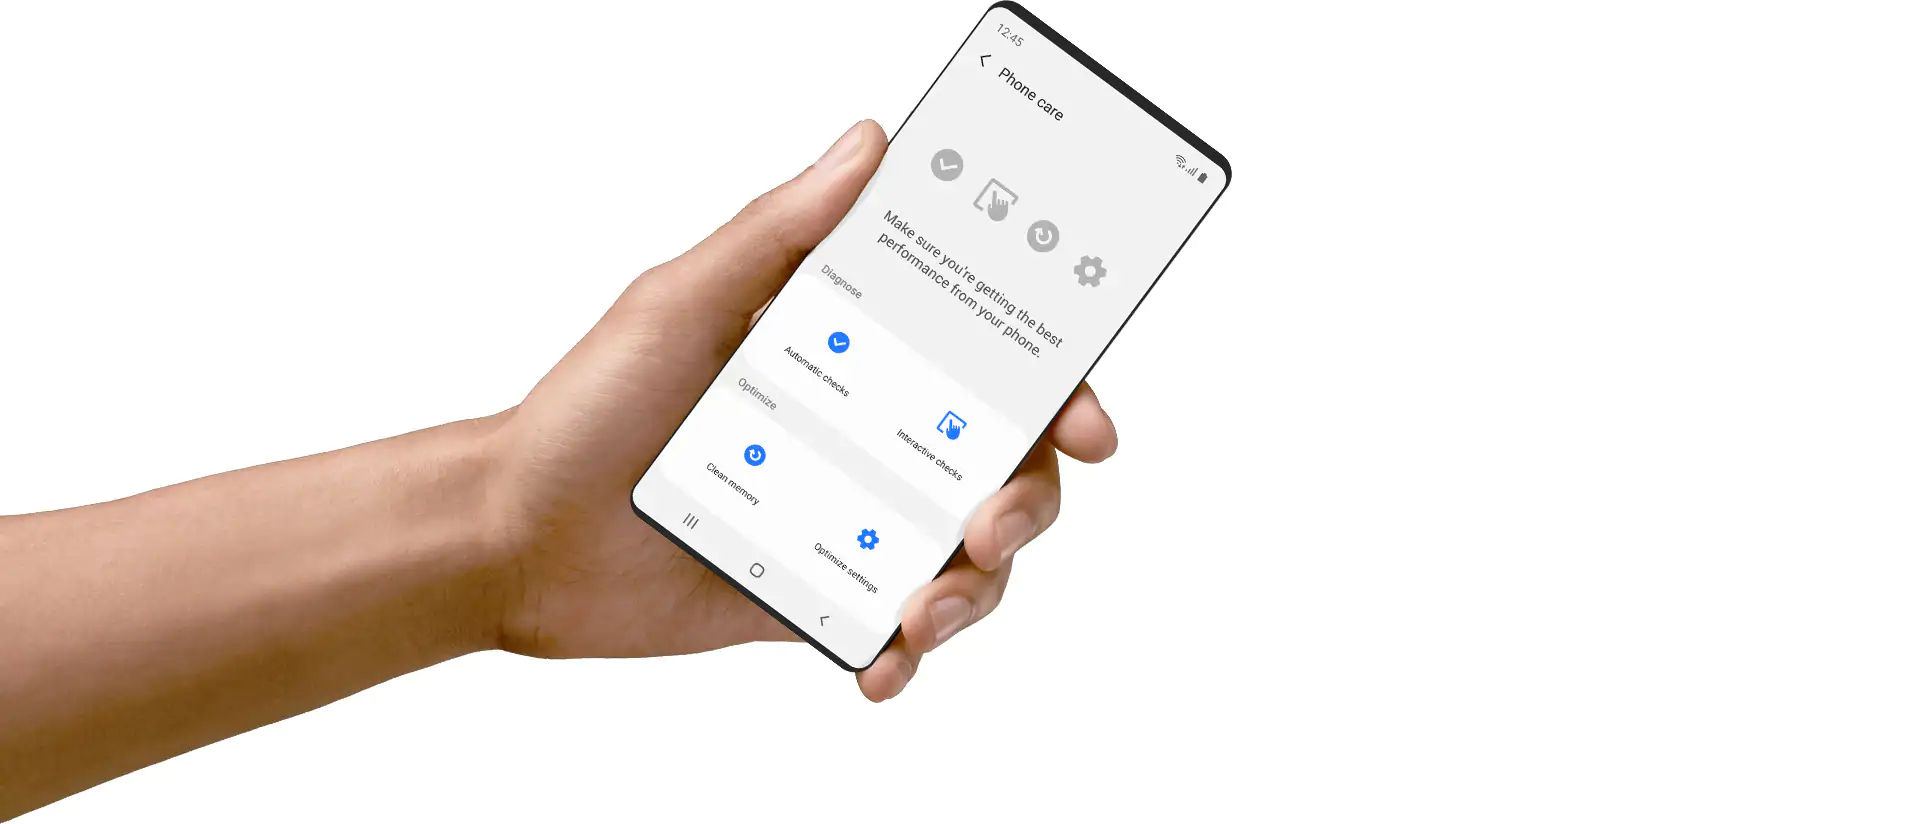 12:45
Phone care
Make sure you're getting the best
performance from your phone.
Diagnose
Automatic checks
Interactive checks
Optimize
Clean memory
Optimize settings